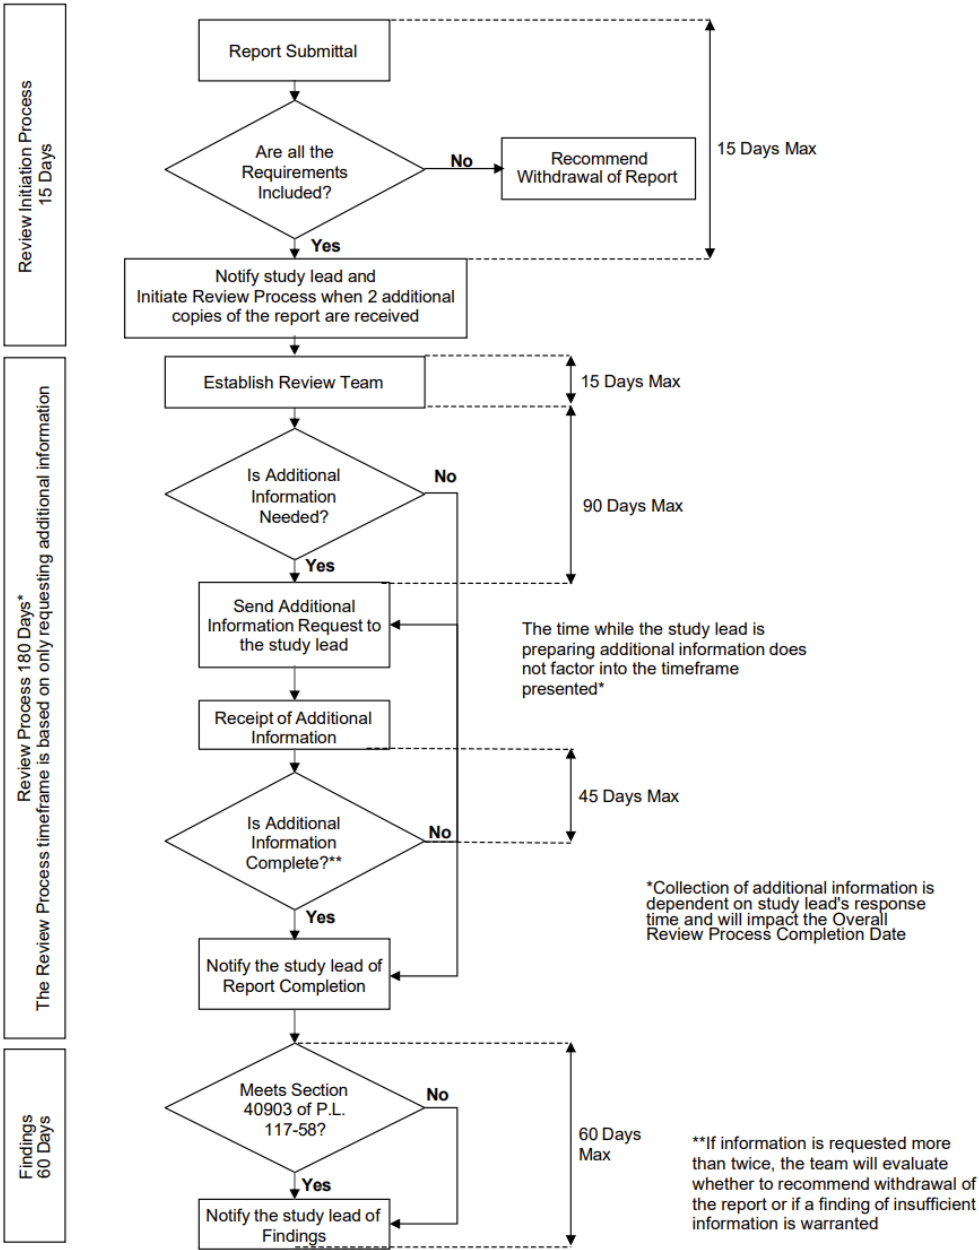 Review Initiation Process
15 Days
Report Submittal
Are all the
Requirements
Included?
No
Recommend
Withdrawal of Report
15 Days Max
Yes
Notify study lead and
Initiate Review Process when 2 additional
copies of the report are received
Review Process 180 Days*
The Review Process timeframe is based on only requesting additional information
Establish Review Team
15 Days Max
Is Additional
Information
Needed?
No
90 Days Max
Yes
Send Additional
Information Request to
the study lead
The time while the study lead is
preparing additional information does
not factor into the timeframe
presented*
Receipt of Additional
Information
45 Days Max
Is Additional
Information
Complete?**
No
*Collection of additional information is
dependent on study lead's response
time and will impact the Overall
Review Process Completion Date
Yes
Notify the study lead of
Report Completion
Findings
60 Days
Meets Section
40903 of P.L.
117-58?
No
60 Days
Max
Yes
Notify the study lead of
Findings
**If information is requested more
than twice, the team will evaluate
whether to recommend withdrawal of
the report or if a finding of insufficient
information is warranted